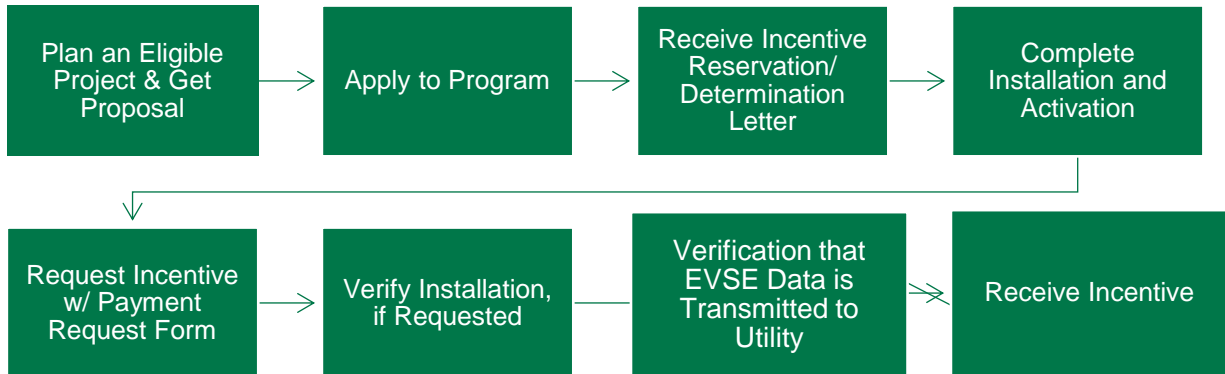 Plan an Eligible
Project & Get
Proposal
Apply to Program
Receive Incentive
Reservation/
Determination
Letter
Complete
Installation and
Activation
Request Incentive
w/ Payment
Request Form
Verify Installation,
if Requested
Verification that
EVSE Data is
Transmitted to
Utility
Receive Incentive